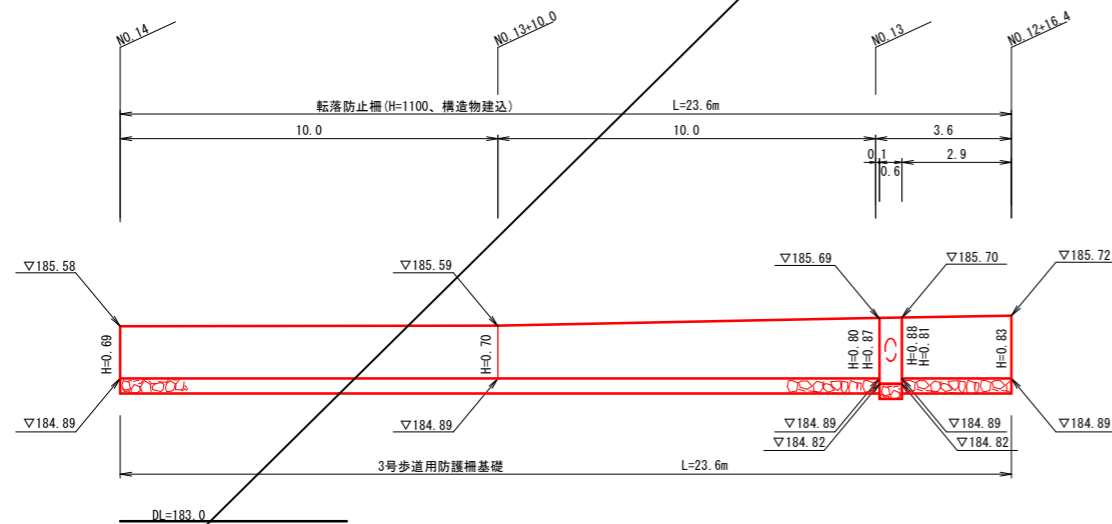 NO.14
NO.13+10.0
NO.13
NO.12+16.4
転落防止柵(H=1100、構造物建込) L=23.6m
10.0 10.0 3.6
0.1 2.9
0.6
▽185.58 ▽185.59 ▽185.69 ▽185.70 ▽185.72
H=0.69
H=0.70
H=0.80
H=0.87
H=0.88
H=0.81
H=0.83
▽184.89 ▽184.89 ▽184.89 ▽184.89 ▽184.89
▽184.82 ▽184.82
3号歩道用防護柵基礎 L=23.6m
DL=183.0